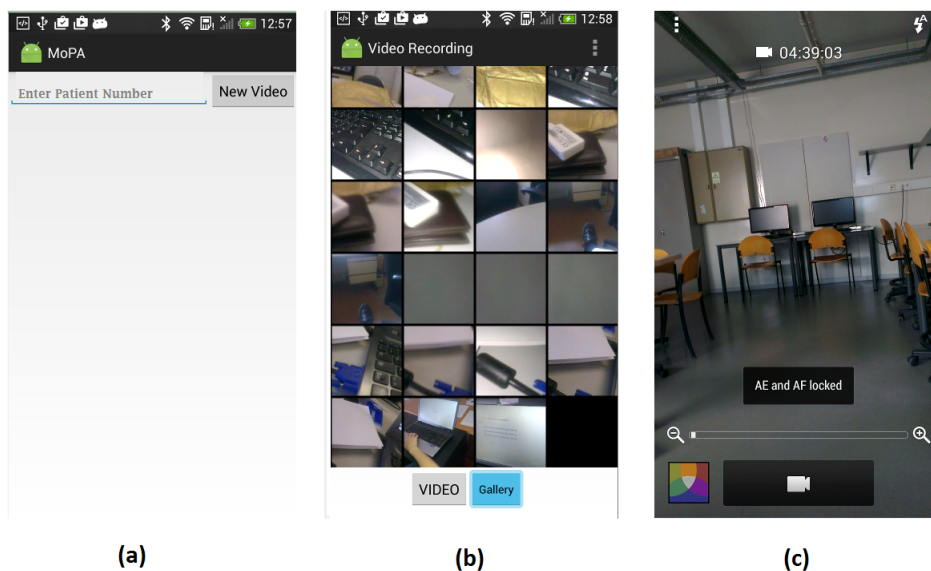 12:57
MoPA
Enter Patient Number
New Video
(a)
12:58
Video Recording
VIDEO
Gallery
(b)
A
04:39:03
AE and AF locked
(c)